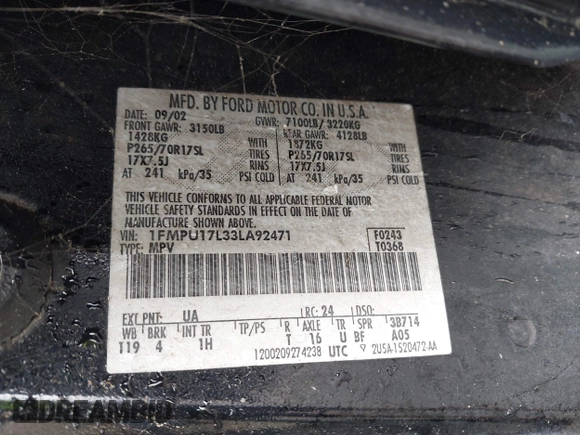 MFD. BY FORD MOTOR CO. IN U.S.A.
DATE: 09/02 GVWR: 7100LB/ 3220KG
FRONT GAWR: 3150LB REAR GAWR: 4128LB
1428KG WITH 1872KG WITH
P265/70R17SL TIRES P265/70R17SL TIRES
17X7.5J RIMS 17X7.5J RIMS
AT 241 kPa/35 PSI COLD AT 241 kPa/35 PSI COLD
THIS VEHICLE CONFORMS TO ALL APPLICABLE FEDERAL MOTOR
VEHICLE SAFETY STANDARDS IN EFFECT ON THE DATE OF
MANUFACTURE SHOWN ABOVE.
VIN: 1FMPU17L33LA92471 F0243
TYPE: MPV T0368
EXT PNT: UA RC: 24 DSO:
WB BRK INT TR TP/PS R AXLE TR SPR 3B714
119 4 1H T 16 U BF A05
1200209274238 UTC 2U5A-1520472-AA
DREAMBID